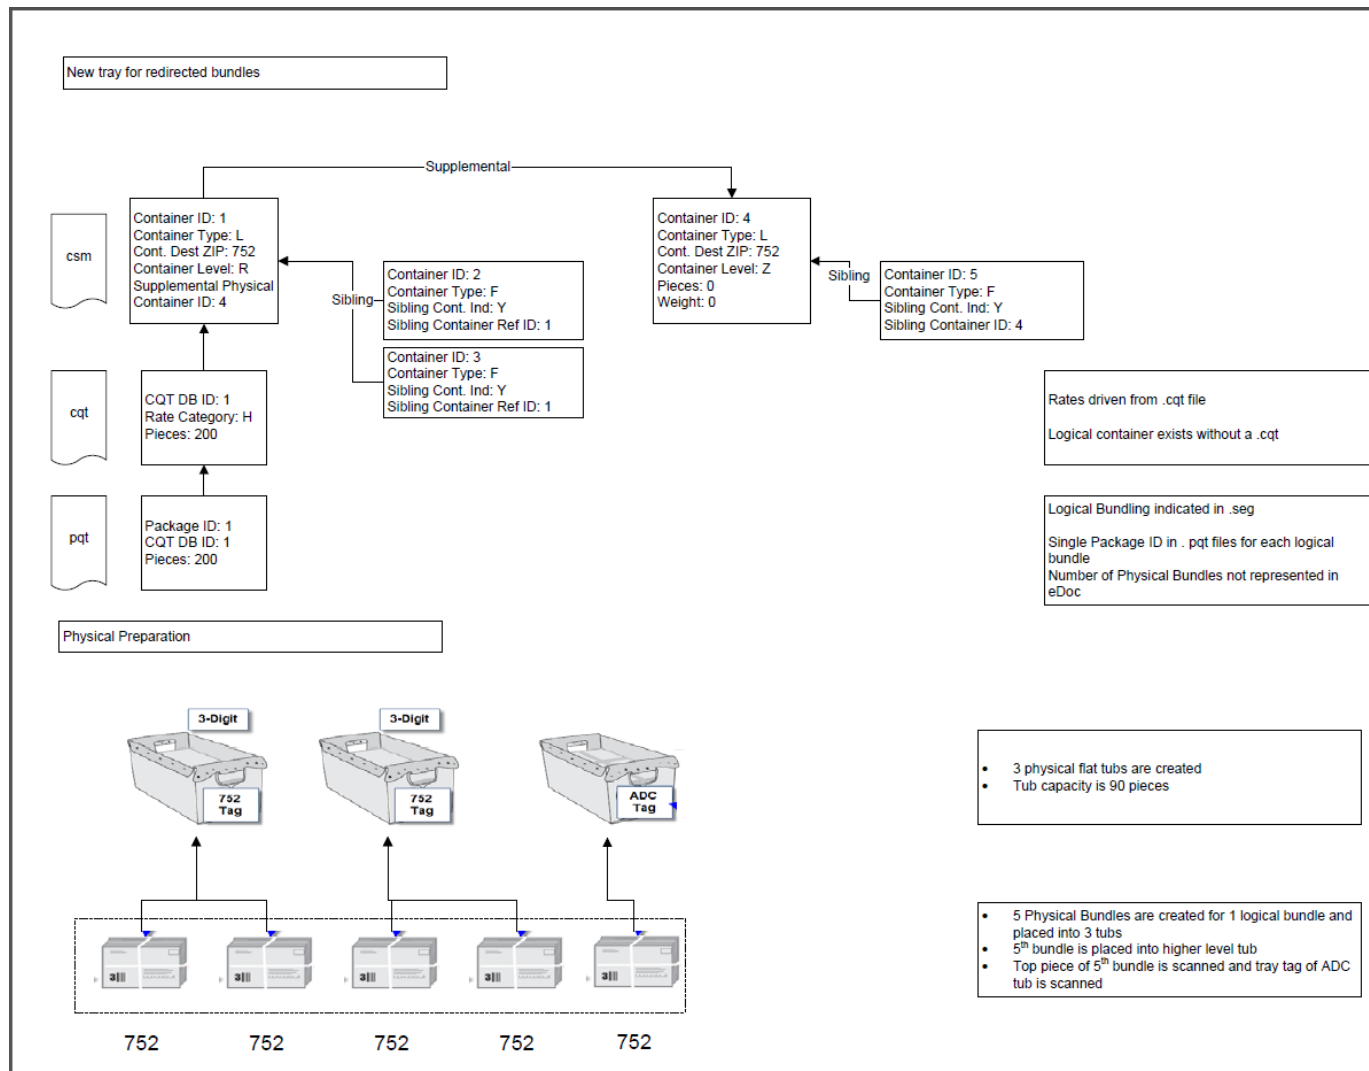 New tray for redirected bundles
Supplemental
csm
Container ID: 1
Container Type: L
Cont. Dest ZIP: 752
Container Level: R
Supplemental Physical
Container ID: 4
Sibling
Container ID: 2
Container Type: F
Sibling Cont. Ind: Y
Sibling Container Ref ID: 1
Container ID: 3
Container Type: F
Sibling Cont. Ind: Y
Sibling Container Ref ID: 1
Container ID: 4
Container Type: L
Cont. Dest ZIP: 752
Container Level: Z
Pieces: 0
Weight: 0
Sibling
Container ID: 5
Container Type: F
Sibling Cont. Ind: Y
Sibling Container ID: 4
cqt
CQT DB ID: 1
Rate Category: H
Pieces: 200
Rates driven from .cqt file
Logical container exists without a .cqt
pqt
Package ID: 1
CQT DB ID: 1
Pieces: 200
Logical Bundling indicated in .seg
Single Package ID in . pqt files for each logical
bundle
Number of Physical Bundles not represented in
eDoc
Physical Preparation
3-Digit
752
Tag
3-Digit
752
Tag
ADC
Tag
• 3 physical flat tubs are created
• Tub capacity is 90 pieces
3
3
3
3
3
• 5 Physical Bundles are created for 1 logical bundle and
placed into 3 tubs
• 5th bundle is placed into higher level tub
• Top piece of 5th bundle is scanned and tray tag of ADC
tub is scanned
752
752
752
752
752